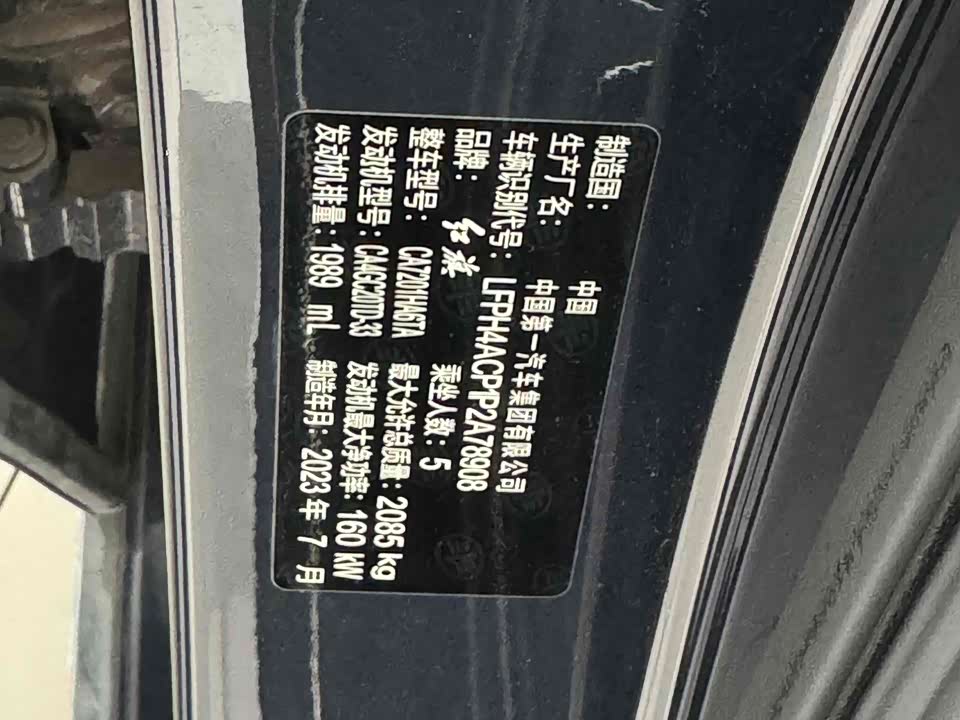 制造国: 中国
生产厂名: 中国第一汽车集团有限公司
车辆识别代号: LFPH4ACP1P2A78908
品牌: 红旗 乘坐人数: 5
整车型号: CA7201HA6TA 最大允许总质量: 2085 kg
发动机型号: CA4GC20TD-33 发动机最大净功率: 160 kW
发动机排量: 1989 mL 制造年月: 2023 年 7 月